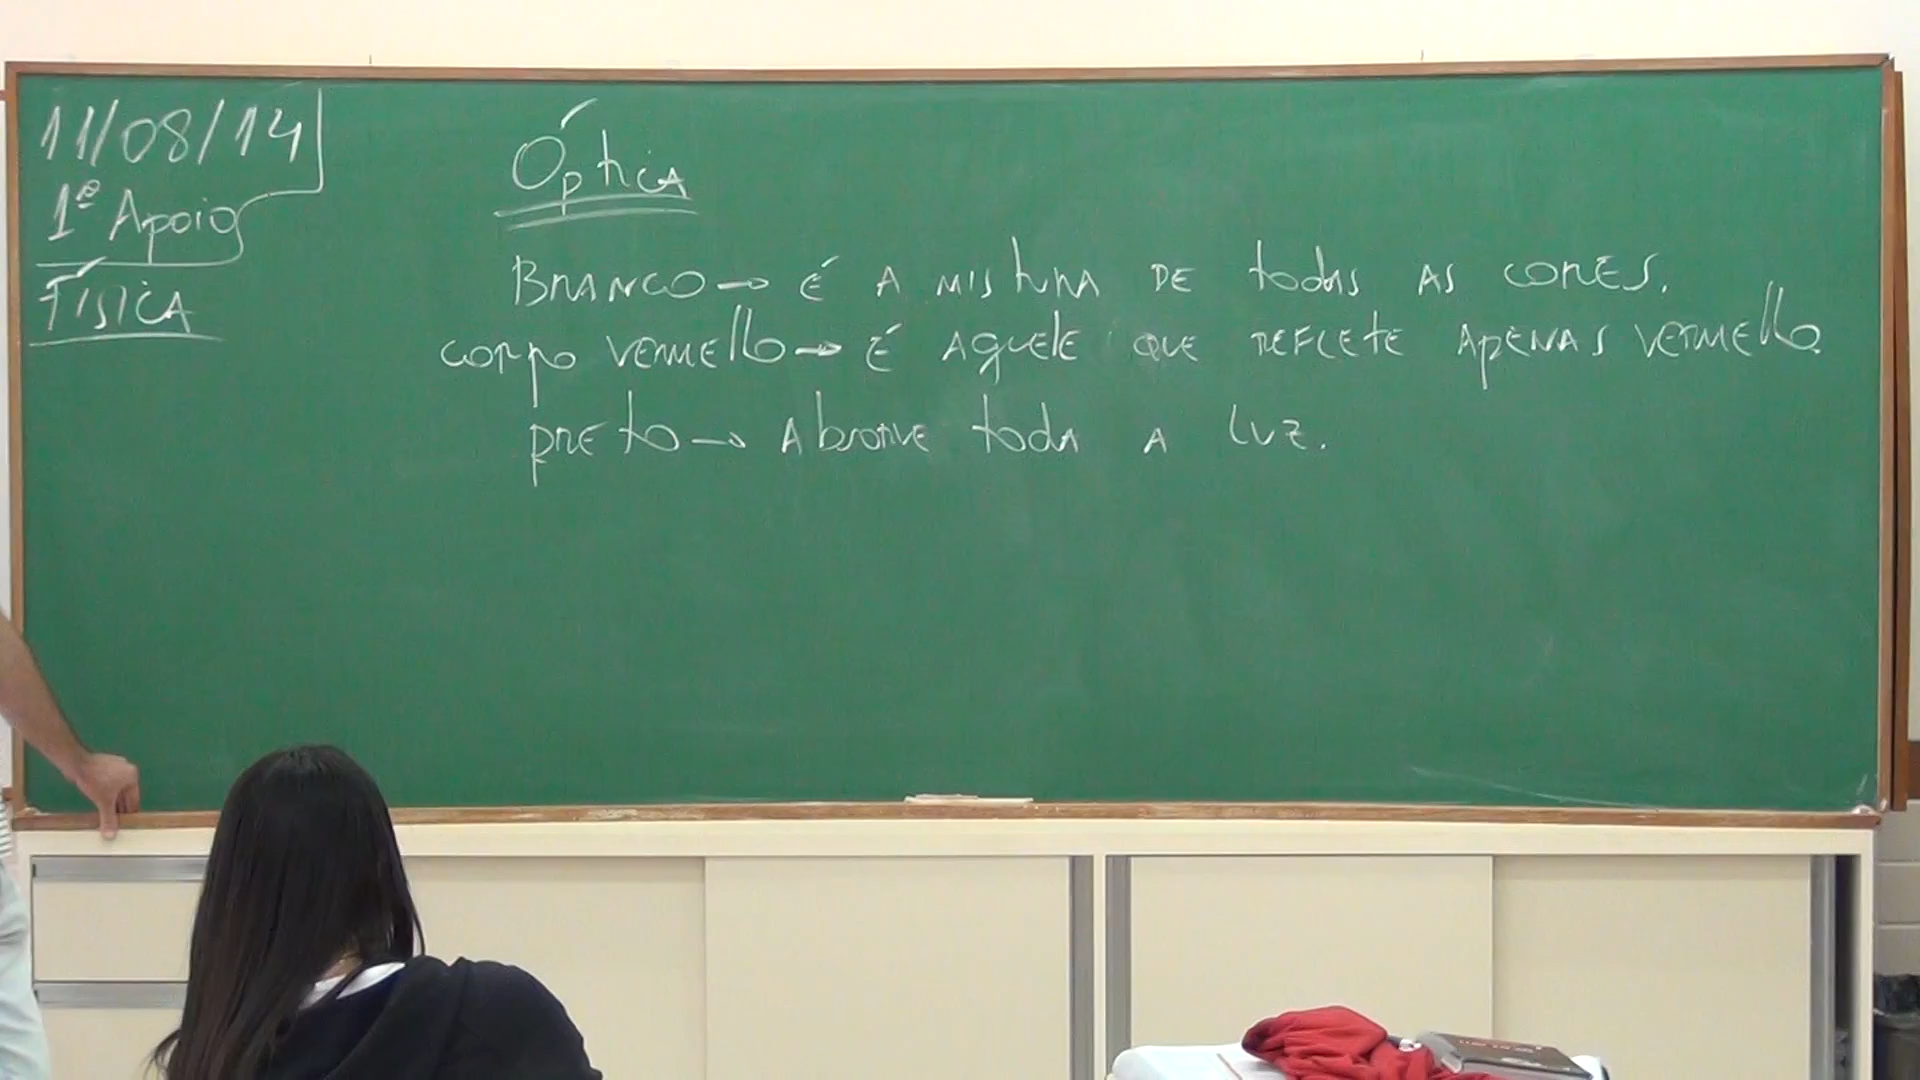 11/08/14
1º Apoio
FÍSICA
Óptica
BRANCO → É A MISTURA DE todas AS CORES.
corpo VERMELHO → É AQUELE QUE REFLETE APENAS VERMELHO
preto → Absorve toda A luz.